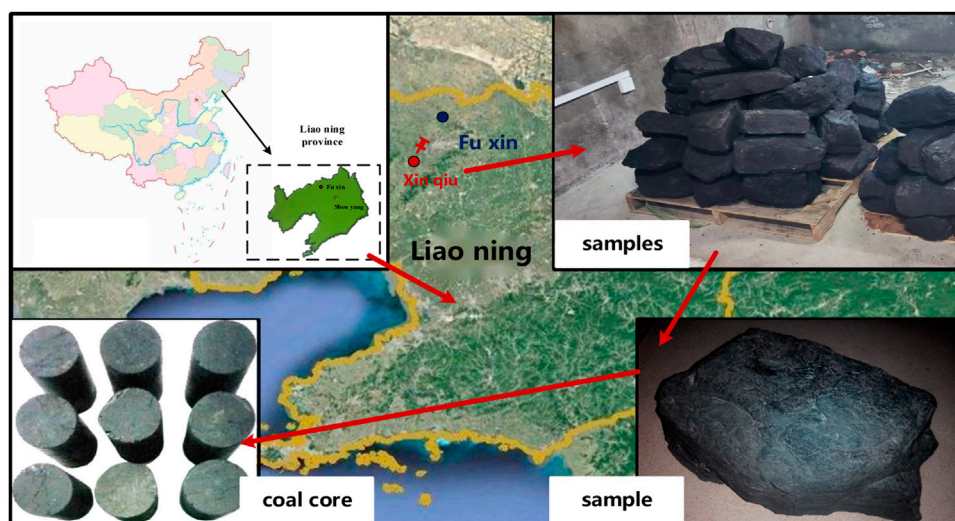 Liao ning
province
Fu xin
Shen yang
Fu xin
Xin qiu
Liao ning
samples
coal core
sample